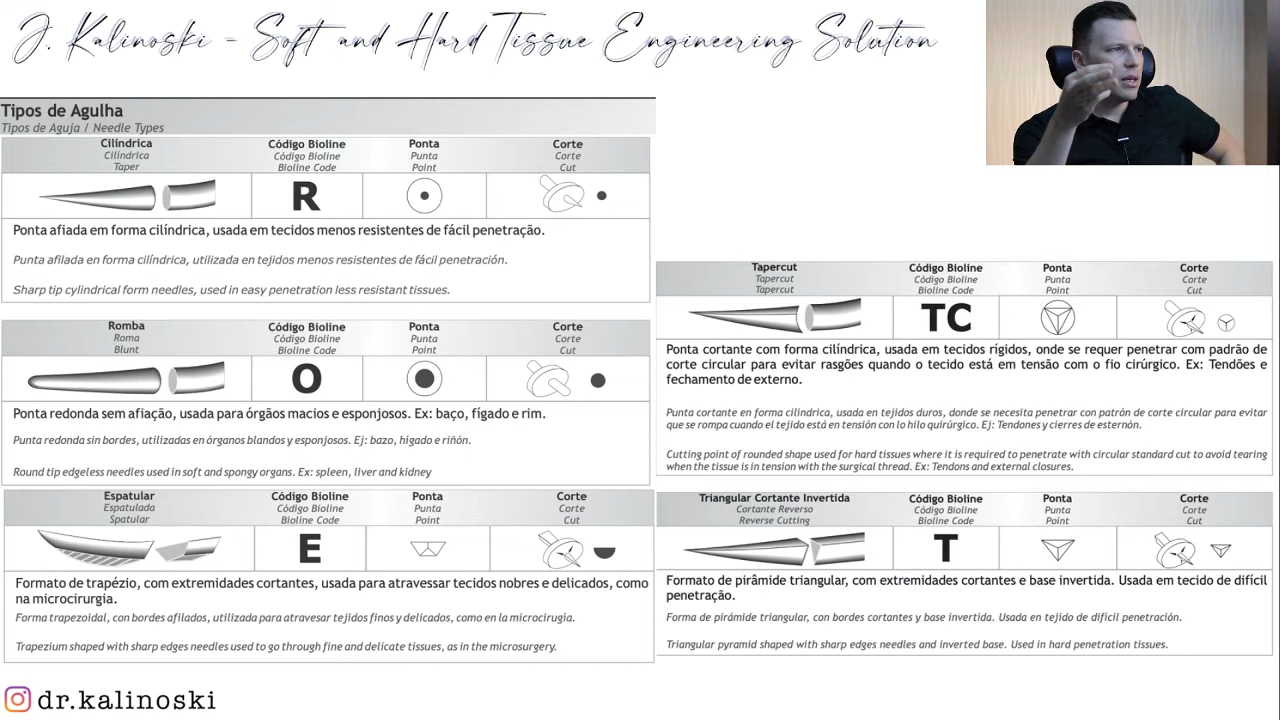 J. Kalinoski - Soft and Hard Tissue Engineering Solution
Tipos de Agulha
Tipos de Aguja / Needle Types
Cilíndrica Código Bioline Ponta Corte
Cilíndrica Código Bioline Punta Corte
Taper Bioline Code Point Cut
R
Ponta afiada em forma cilíndrica, usada em tecidos menos resistentes de fácil penetração.
Punta afilada en forma cilíndrica, utilizada en tejidos menos resistentes de fácil penetración.
Sharp tip cylindrical form needles, used in easy penetration less resistant tissues.
Romba Código Bioline Ponta Corte
Roma Código Bioline Punta Corte
Blunt Bioline Code Point Cut
O
Ponta redonda sem afiação, usada para órgãos macios e esponjosos. Ex: baço, fígado e rim.
Punta redonda sin bordes, utilizadas en órganos blandos y esponjosos. Ej: bazo, hígado e riñón.
Round tip edgeless needles used in soft and spongy organs. Ex: spleen, liver and kidney
Espatular Código Bioline Ponta Corte
Espatulada Código Bioline Punta Corte
Spatular Bioline Code Point Cut
E
Formato de trapézio, com extremidades cortantes, usada para atravessar tecidos nobres e delicados, como
na microcirurgia.
Forma trapezoidal, con bordes afilados, utilizada para atravesar tejidos finos y delicados, como en la microcirugía.
Trapezium shaped with sharp edges needles used to go through fine and delicate tissues, as in the microsurgery.
Tapercut Código Bioline Ponta Corte
Tapercut Código Bioline Punta Corte
Tapercut Bioline Code Point Cut
TC
Ponta cortante com forma cilíndrica, usada em tecidos rígidos, onde se requer penetrar com padrão de
corte circular para evitar rasgões quando o tecido está em tensão com o fio cirúrgico. Ex: Tendões e
fechamento de externo.
Punta cortante en forma cilindrica, usada en tejidos duros, donde se necesita penetrar con patrón de corte circular para evitar
que se rompa cuando el tejido está en tensión con lo hilo quirúrgico. Ej: Tendones y cierres de esternón.
Cutting point of rounded shape used for hard tissues where it is required to penetrate with circular standard cut to avoid tearing
when the tissue is in tension with the surgical thread. Ex: Tendons and external closures.
Triangular Cortante Invertida Código Bioline Ponta Corte
Cortante Reverso Código Bioline Punta Corte
Reverse Cutting Bioline Code Point Cut
T
Formato de pirâmide triangular, com extremidades cortantes e base invertida. Usada em tecido de difícil
penetração.
Forma de pirámide triangular, con bordes cortantes y base invertida. Usada en tejido de dificil penetración.
Triangular pyramid shaped with sharp edges needles and inverted base. Used in hard penetration tissues.
dr.kalinoski